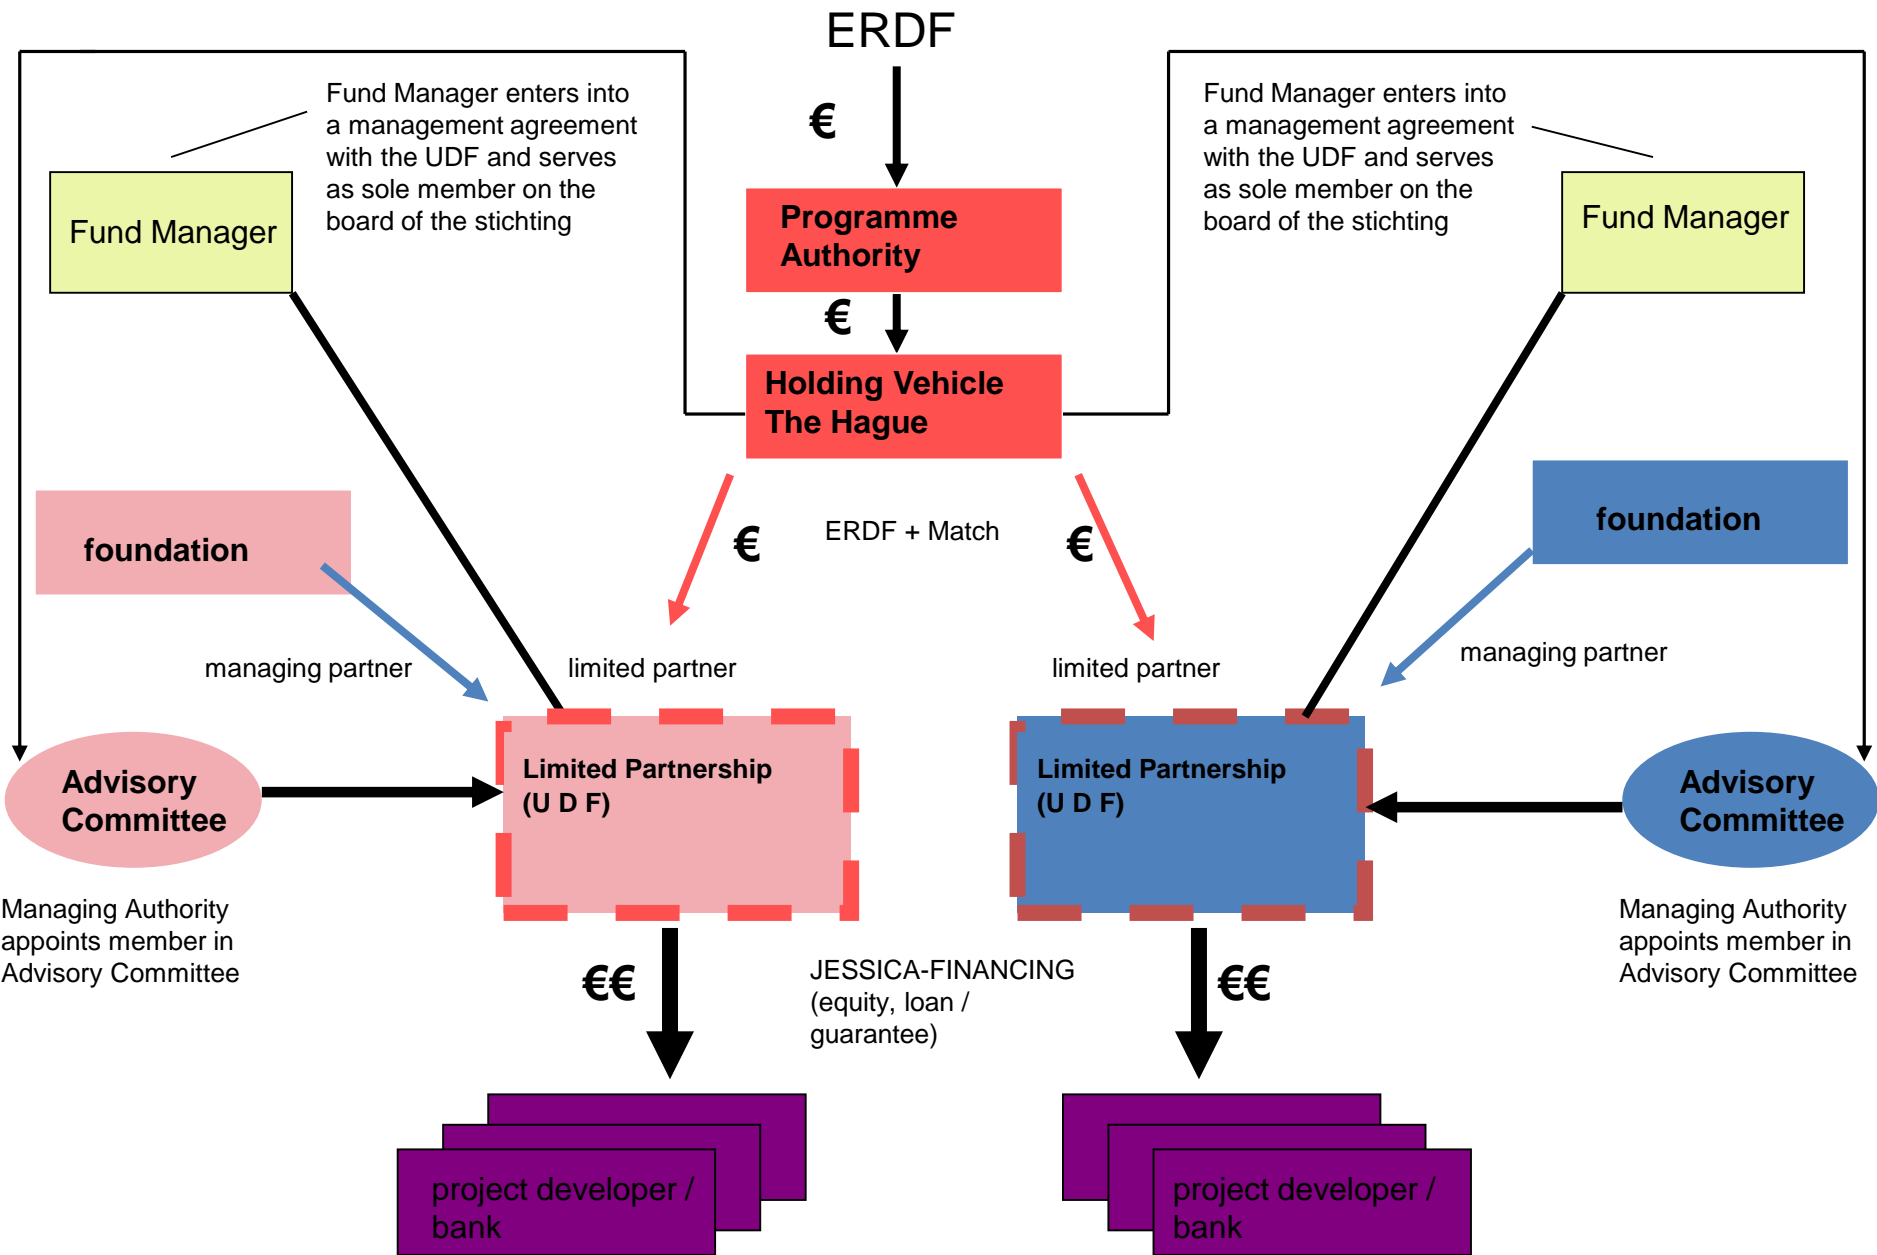 ERDF
Fund Manager enters into
a management agreement
with the UDF and serves
as sole member on the
board of the stichting
€
Fund Manager enters into
a management agreement
with the UDF and serves
as sole member on the
board of the stichting
Fund Manager
Programme
Authority
Fund Manager
€
Holding Vehicle
The Hague
foundation
€
ERDF + Match
€
foundation
managing partner
limited partner
limited partner
managing partner
Advisory
Committee
Limited Partnership
(U D F)
Limited Partnership
(U D F)
Advisory
Committee
Managing Authority
appoints member in
Advisory Committee
€€
JESSICA-FINANCING
(equity, loan /
guarantee)
€€
Managing Authority
appoints member in
Advisory Committee
project developer /
bank
project developer /
bank